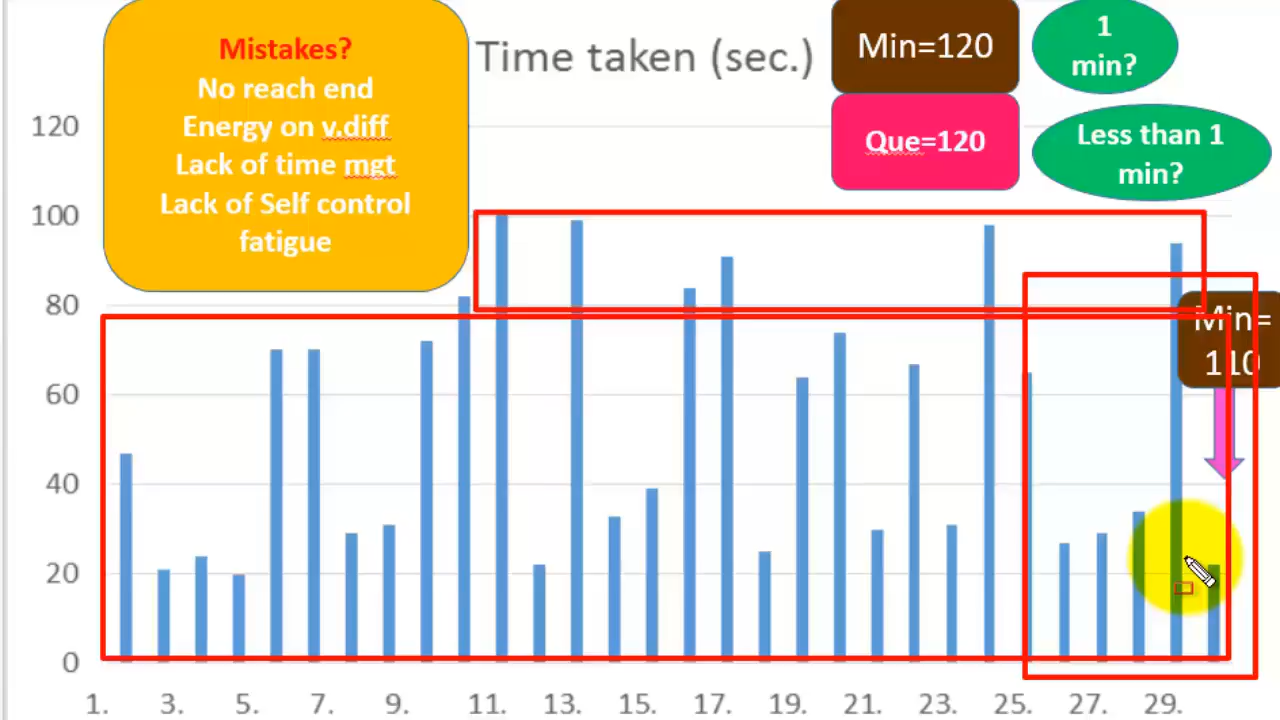 Mistakes?
No reach end
Energy on v.diff
Lack of time mgt
Lack of Self control
fatigue
Time taken (sec.)
Min=120
1
min?
Que=120
Less than 1
min?
Min=
110
120
100
80
60
40
20
0
1. 3. 5. 7. 9. 11. 13. 15. 17. 19. 21. 23. 25. 27. 29.